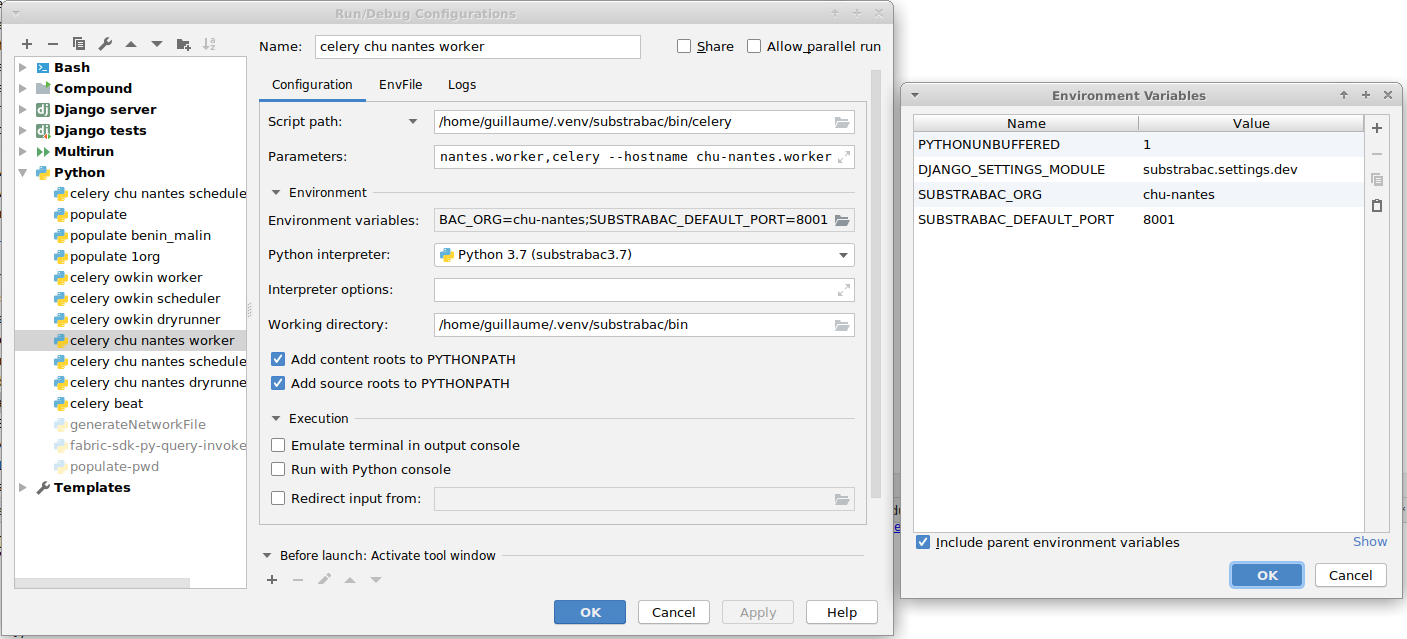 Run/Debug Configurations
Name: celery chu nantes worker
Share
Allow parallel run
Bash
Compound
Django server
Django tests
Multirun
Python
celery chu nantes schedule
populate
populate benin_malin
populate 1org
celery owkin worker
celery owkin scheduler
celery owkin dryrunner
celery chu nantes worker
celery chu nantes schedule
celery chu nantes dryrunne
celery beat
generateNetworkFile
fabric-sdk-py-query-invoke
populate-pwd
Templates
Configuration
EnvFile
Logs
Script path: /home/guillaume/.venv/substrabac/bin/celery
Parameters: nantes.worker,celery --hostname chu-nantes.worker
Environment
Environment variables: BAC_ORG=chu-nantes;SUBSTRABAC_DEFAULT_PORT=8001
Python interpreter: Python 3.7 (substrabac3.7)
Interpreter options:
Working directory: /home/guillaume/.venv/substrabac/bin
Add content roots to PYTHONPATH
Add source roots to PYTHONPATH
Execution
Emulate terminal in output console
Run with Python console
Redirect input from:
Before launch: Activate tool window
OK
Cancel
Apply
Help
Environment Variables
Name Value
PYTHONUNBUFFERED 1
DJANGO_SETTINGS_MODULE substrabac.settings.dev
SUBSTRABAC_ORG chu-nantes
SUBSTRABAC_DEFAULT_PORT 8001
Include parent environment variables
Show
OK
Cancel